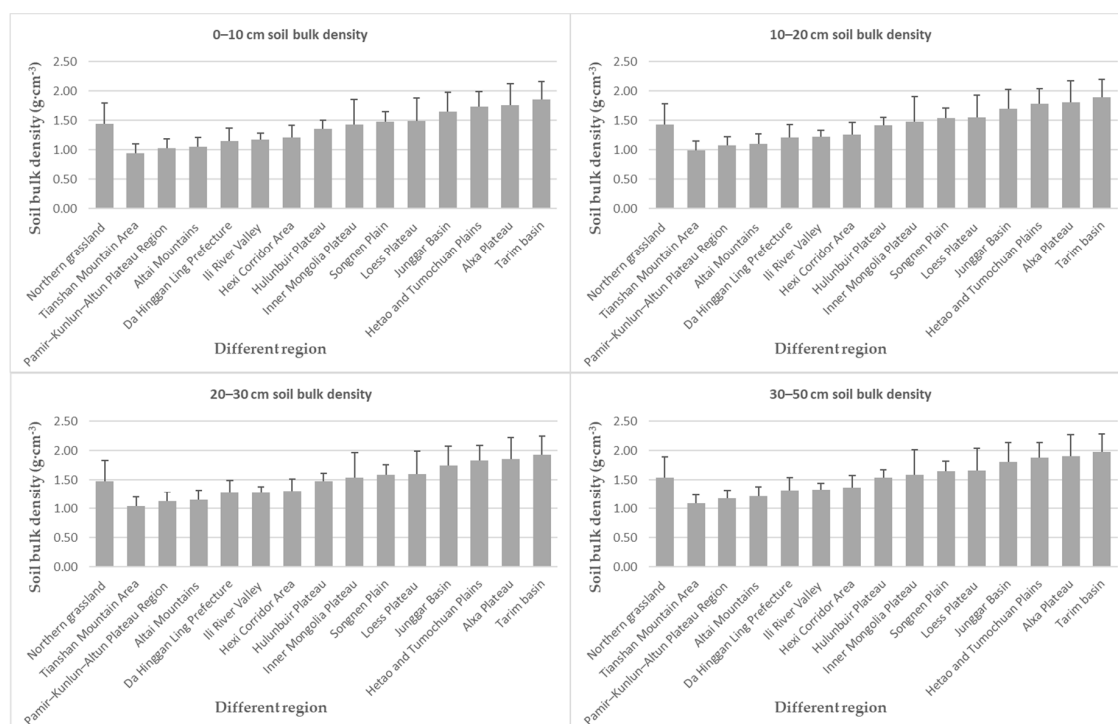 0–10 cm soil bulk density
Soil bulk density (g·cm⁻³)
2.50
2.00
1.50
1.00
0.50
0.00
Northern grassland
Tianshan Mountain Area
Pamir–Kunlun–Altun Plateau Region
Altai Mountains
Da Hinggan Ling Prefecture
Ili River Valley
Hexi Corridor Area
Hulunbuir Plateau
Inner Mongolia Plateau
Songnen Plain
Loess Plateau
Junggar Basin
Hetao and Tumochuan Plains
Alxa Plateau
Tarim basin
Different region
10–20 cm soil bulk density
Soil bulk density (g·cm⁻³)
2.50
2.00
1.50
1.00
0.50
0.00
Northern grassland
Tianshan Mountain Area
Pamir–Kunlun–Altun Plateau Region
Altai Mountains
Da Hinggan Ling Prefecture
Ili River Valley
Hexi Corridor Area
Hulunbuir Plateau
Inner Mongolia Plateau
Songnen Plain
Loess Plateau
Junggar Basin
Hetao and Tumochuan Plains
Alxa Plateau
Tarim basin
Different region
20–30 cm soil bulk density
Soil bulk density (g·cm⁻³)
2.50
2.00
1.50
1.00
0.50
0.00
Northern grassland
Tianshan Mountain Area
Pamir–Kunlun–Altun Plateau Region
Altai Mountains
Da Hinggan Ling Prefecture
Ili River Valley
Hexi Corridor Area
Hulunbuir Plateau
Inner Mongolia Plateau
Songnen Plain
Loess Plateau
Junggar Basin
Hetao and Tumochuan Plains
Alxa Plateau
Tarim basin
Different region
30–50 cm soil bulk density
Soil bulk density (g·cm⁻³)
2.50
2.00
1.50
1.00
0.50
0.00
Northern grassland
Tianshan Mountain Area
Pamir–Kunlun–Altun Plateau Region
Altai Mountains
Da Hinggan Ling Prefecture
Ili River Valley
Hexi Corridor Area
Hulunbuir Plateau
Inner Mongolia Plateau
Songnen Plain
Loess Plateau
Junggar Basin
Hetao and Tumochuan Plains
Alxa Plateau
Tarim basin
Different region